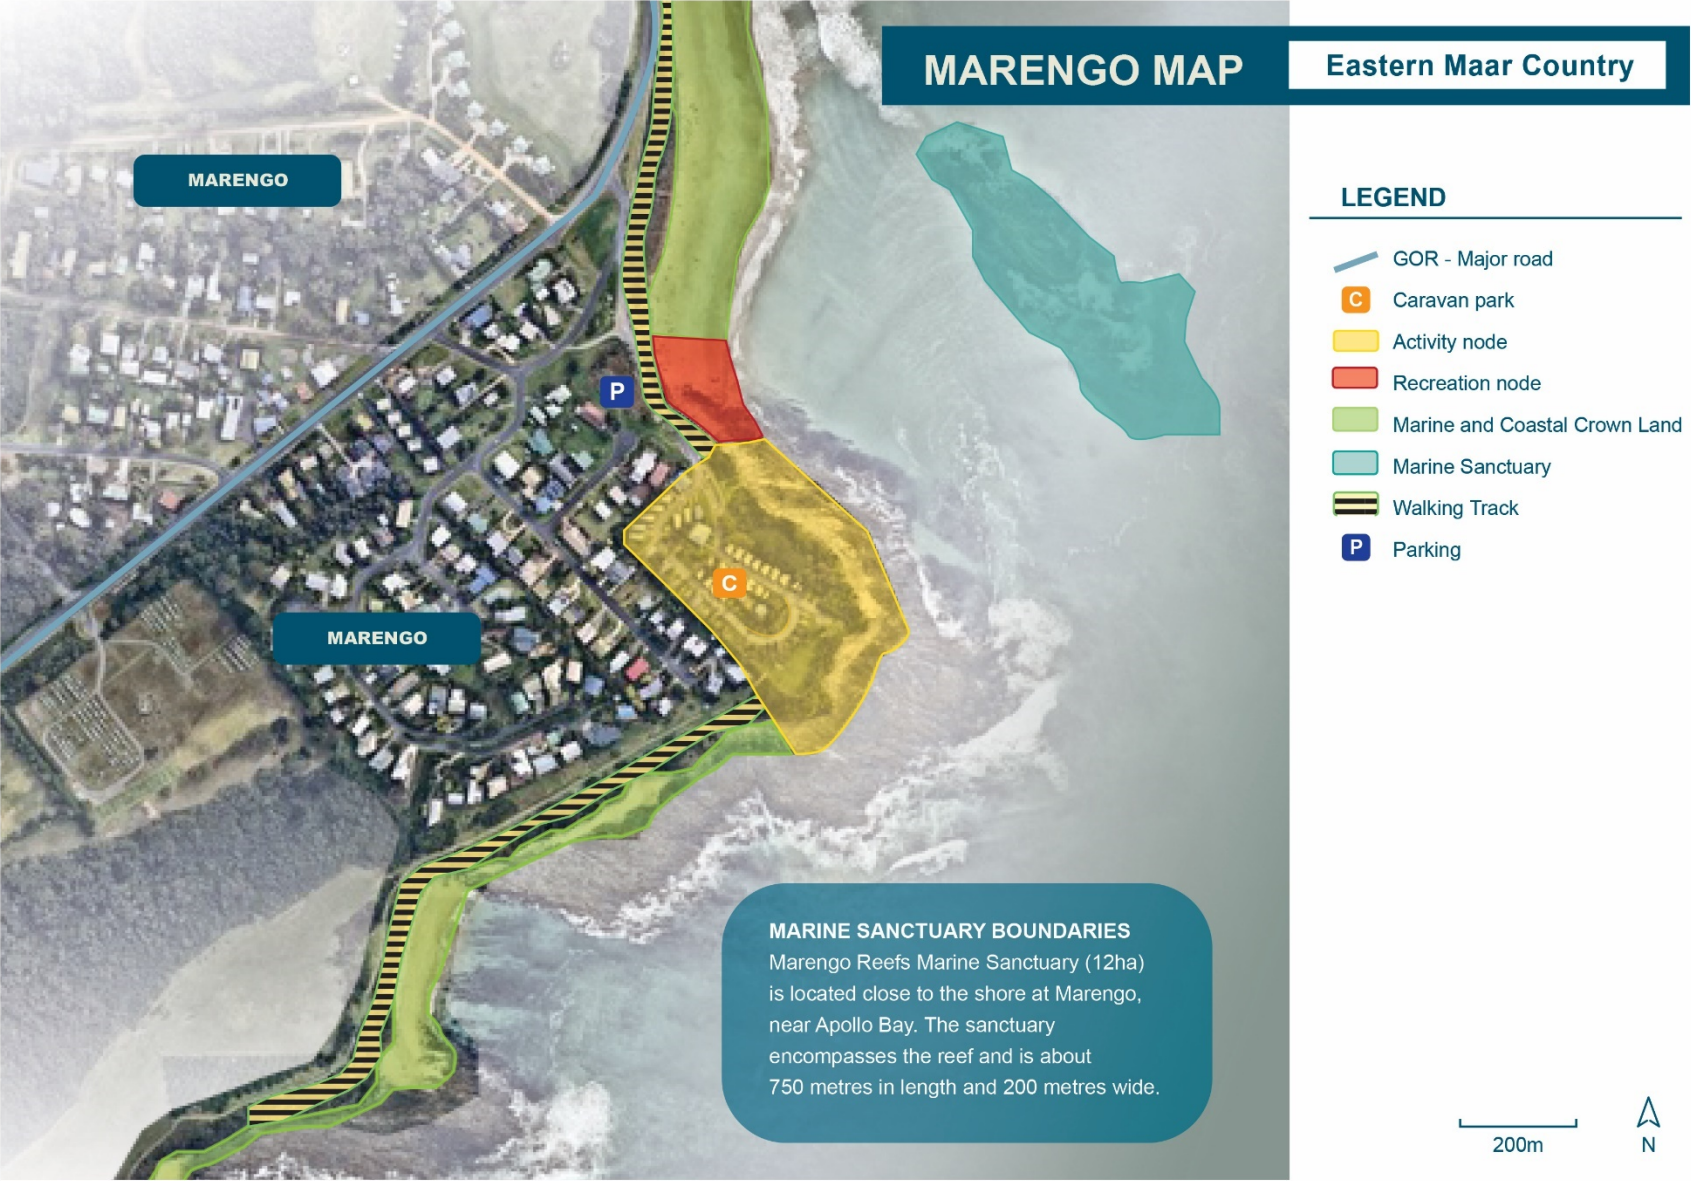 MARENGO MAP
Eastern Maar Country
MARENGO
LEGEND
GOR - Major road
C
Caravan park
Activity node
Recreation node
Marine and Coastal Crown Land
Marine Sanctuary
Walking Track
P
Parking
P
C
MARENGO
MARINE SANCTUARY BOUNDARIES
Marengo Reefs Marine Sanctuary (12ha)
is located close to the shore at Marengo,
near Apollo Bay. The sanctuary
encompasses the reef and is about
750 metres in length and 200 metres wide.
200m
N